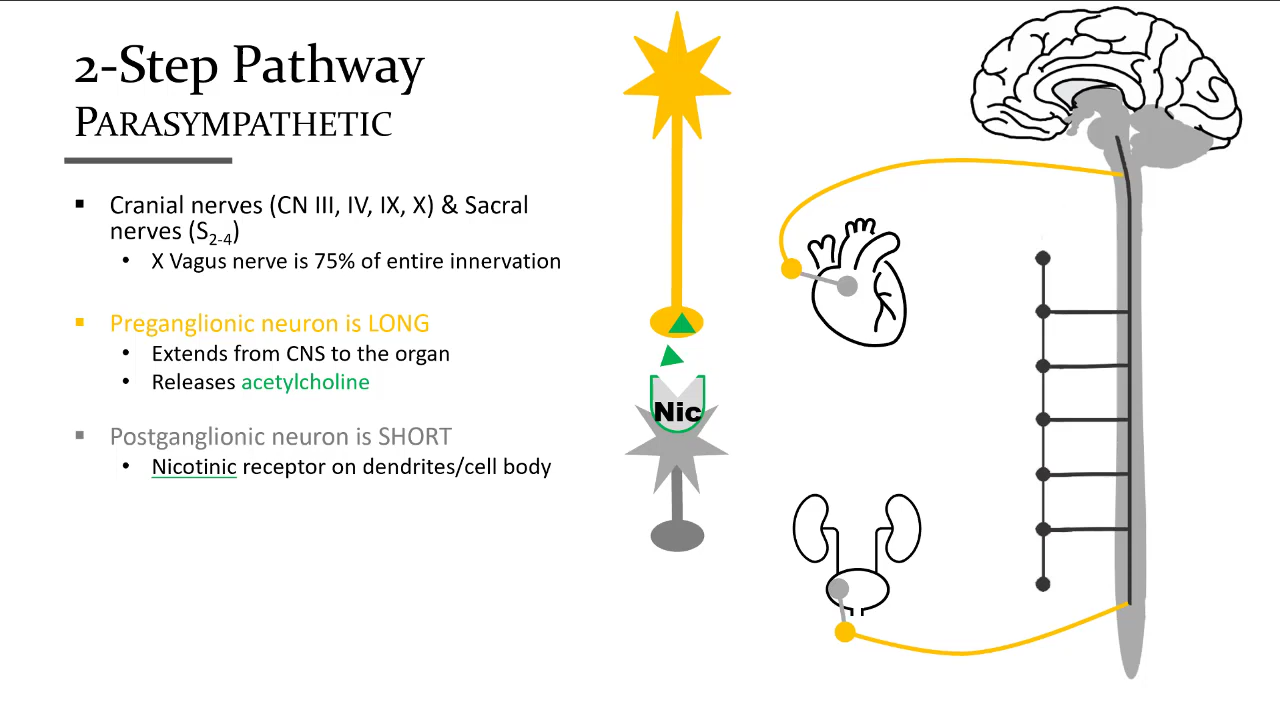 2-Step Pathway
PARASYMPATHETIC
▪ Cranial nerves (CN III, IV, IX, X) & Sacral
nerves (S2-4)
• X Vagus nerve is 75% of entire innervation
▪ Preganglionic neuron is LONG
• Extends from CNS to the organ
• Releases acetylcholine
▪ Postganglionic neuron is SHORT
• Nicotinic receptor on dendrites/cell body
Nic